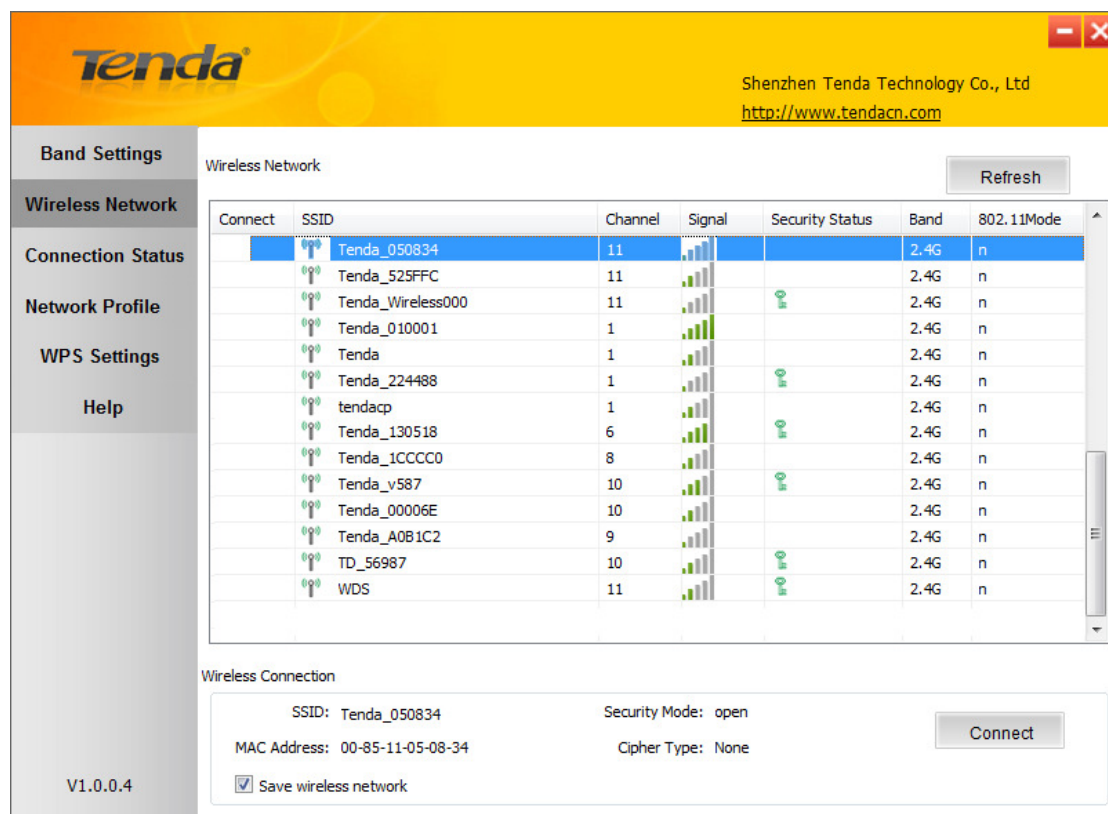 Tenda®
Shenzhen Tenda Technology Co., Ltd
http://www.tendacn.com
Band Settings
Wireless Network
Connection Status
Network Profile
WPS Settings
Help
V1.0.0.4
Wireless Network
Refresh
Connect SSID Channel Signal Security Status Band 802.11Mode
Tenda_050834 11 2.4G n
Tenda_525FFC 11 2.4G n
Tenda_Wireless000 11 2.4G n
Tenda_010001 1 2.4G n
Tenda 1 2.4G n
Tenda_224488 1 2.4G n
tendacp 1 2.4G n
Tenda_130518 6 2.4G n
Tenda_1CCCC0 8 2.4G n
Tenda_v587 10 2.4G n
Tenda_00006E 10 2.4G n
Tenda_A0B1C2 9 2.4G n
TD_56987 10 2.4G n
WDS 11 2.4G n
Wireless Connection
SSID: Tenda_050834 Security Mode: open
MAC Address: 00-85-11-05-08-34 Cipher Type: None
Connect
Save wireless network